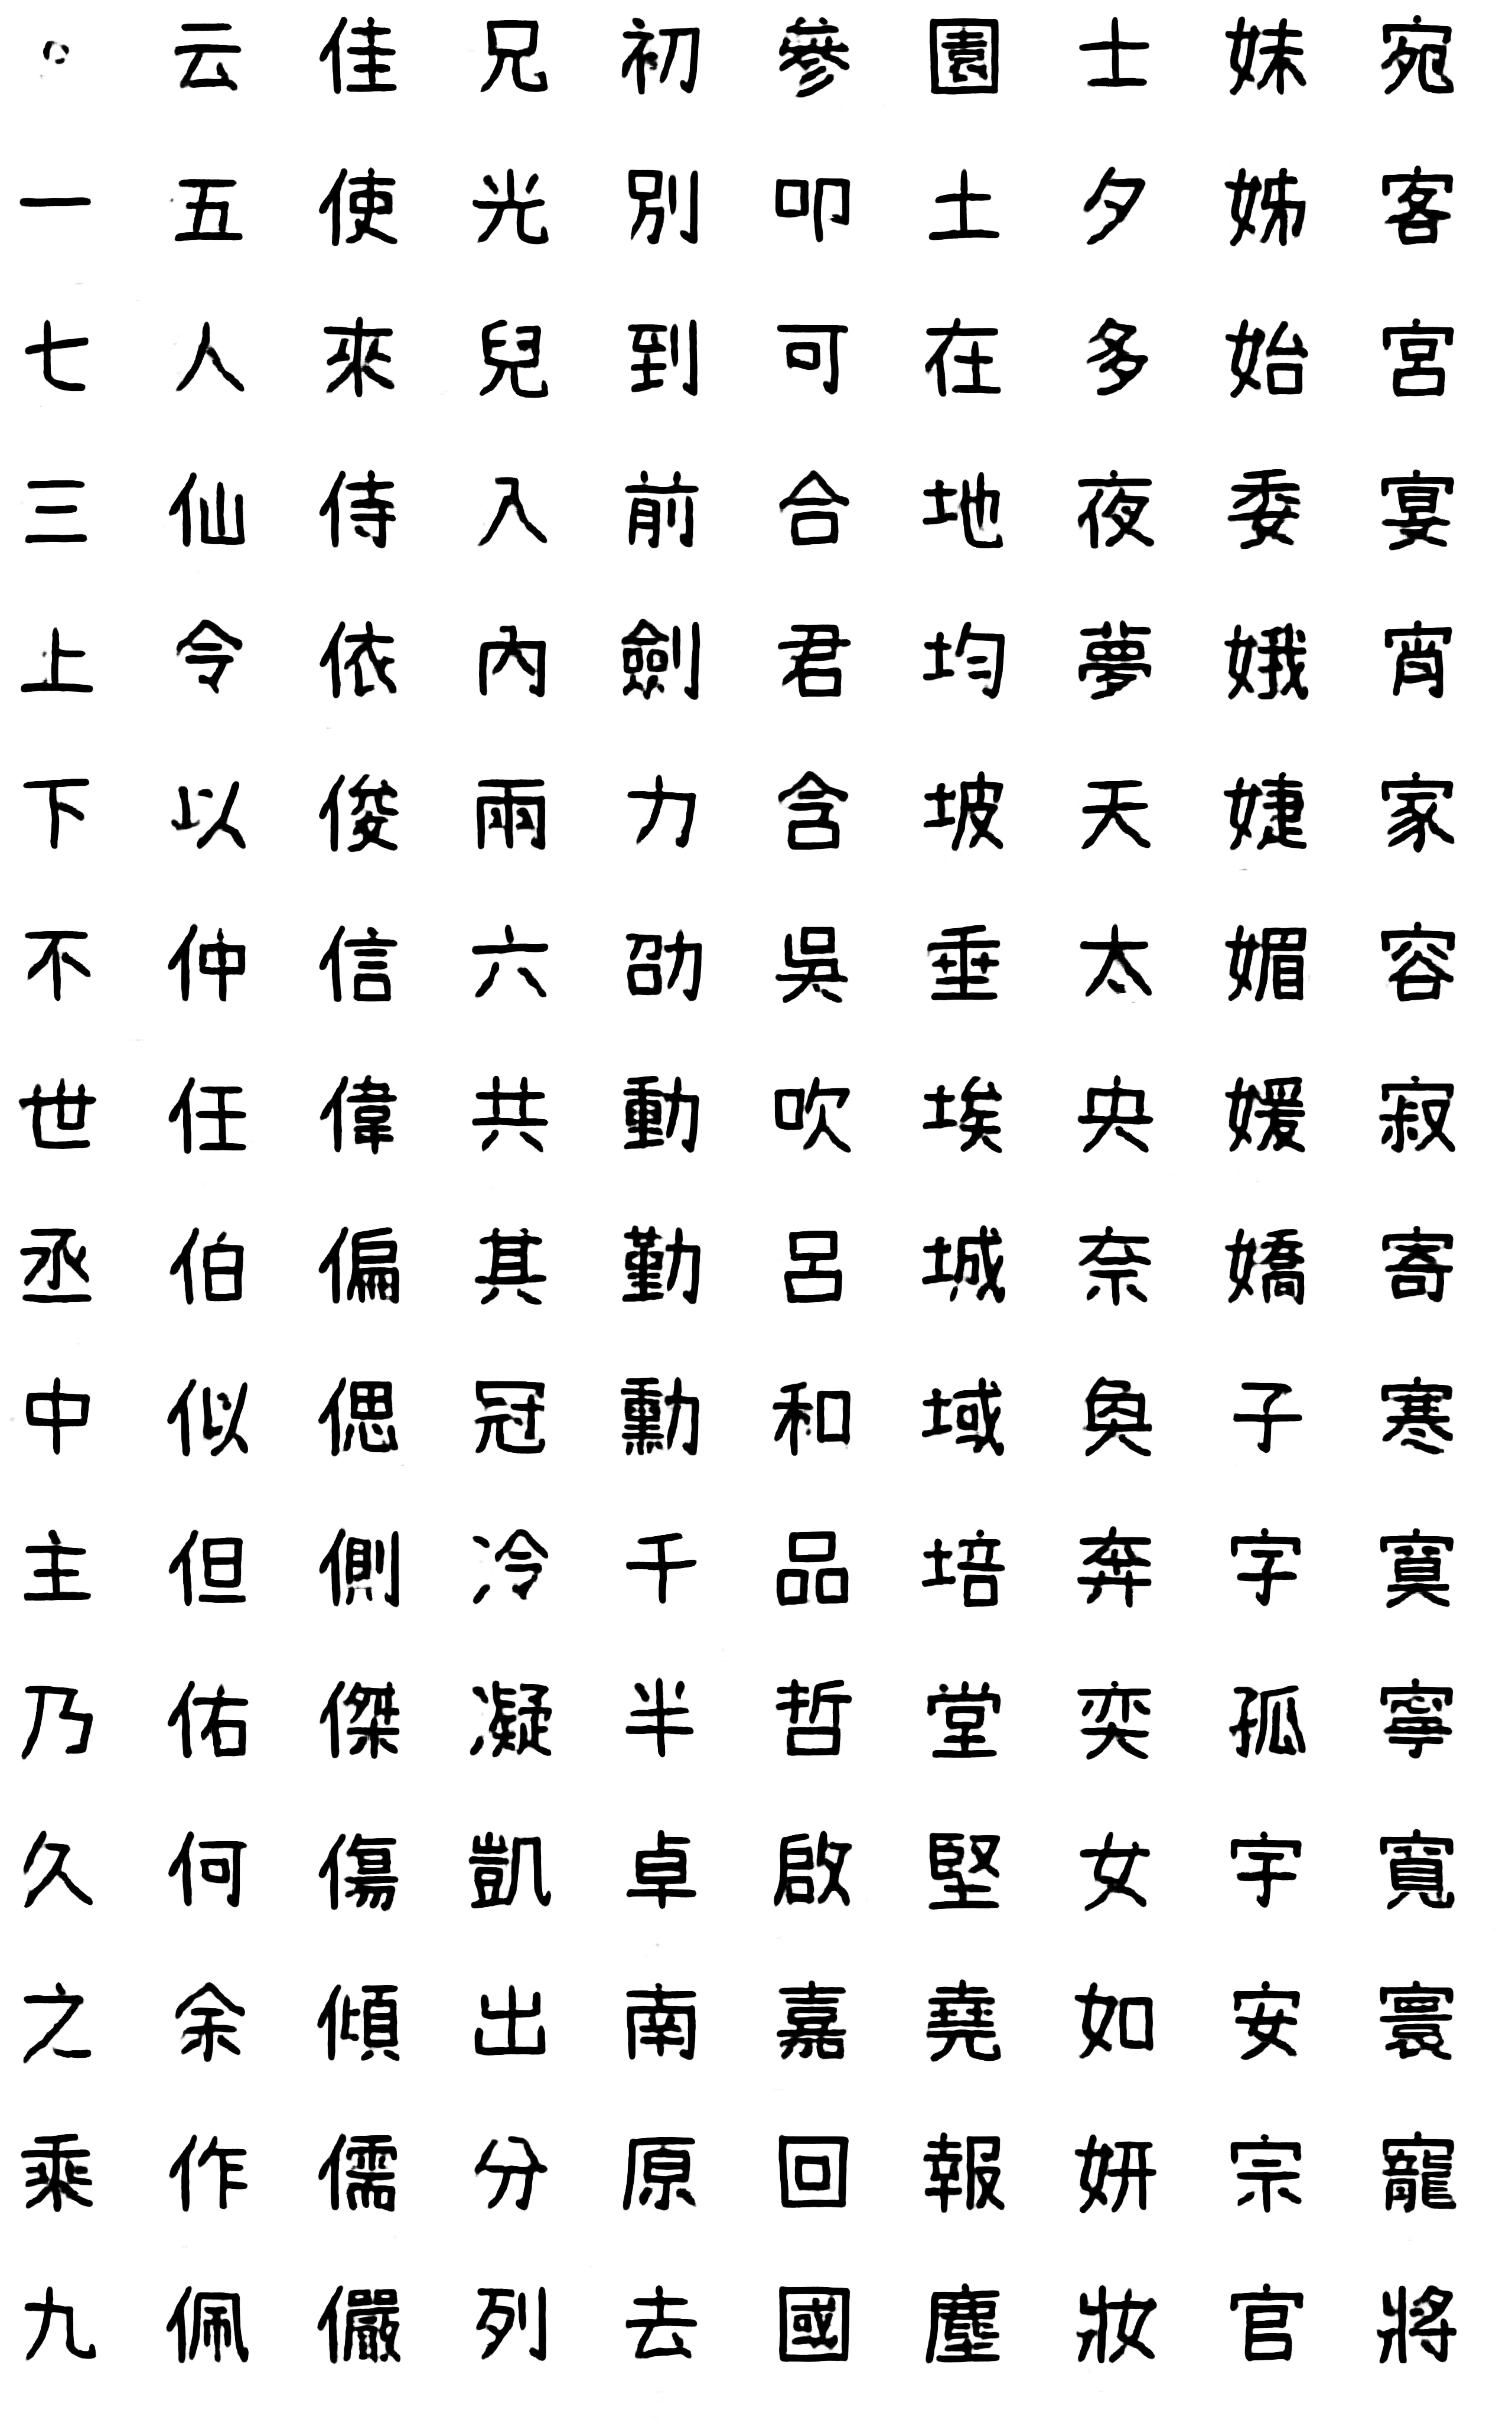 。一七三上下不世丞中主乃久之乘九
云五人仙令以仲任伯似但佑何余作佩
佳使來侍依俊信偉偏偲側傑傷傾儒儼
兄光兒入內兩六共其冠冷凝凱出分列
初別到前劍力劭動勤勳千半卓南原去
參叩可合君含吳吹呂和品哲啟嘉回國
園土在地均坡垂埃城域培堂堅堯報塵
士夕多夜夢天太央奈奐奔奕女如妍妝
妹姊始委娥婕媚媛嬌子字孤宇安宗官
宛客宮宴宵家容寂寄寒寞寧寬寰寵將